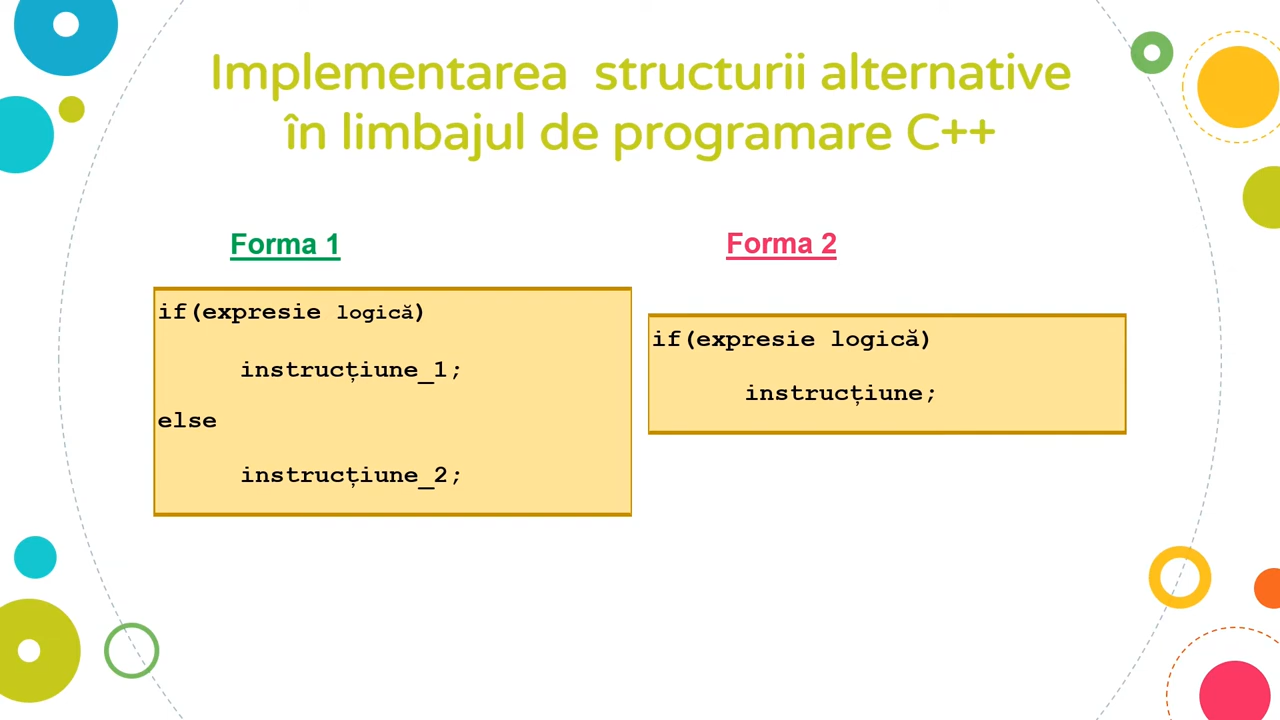 Implementarea structurii alternative
în limbajul de programare C++
Forma 1
if(expresie logică)
instrucțiune_1;
else
instrucțiune_2;
Forma 2
if(expresie logică)
instrucțiune;